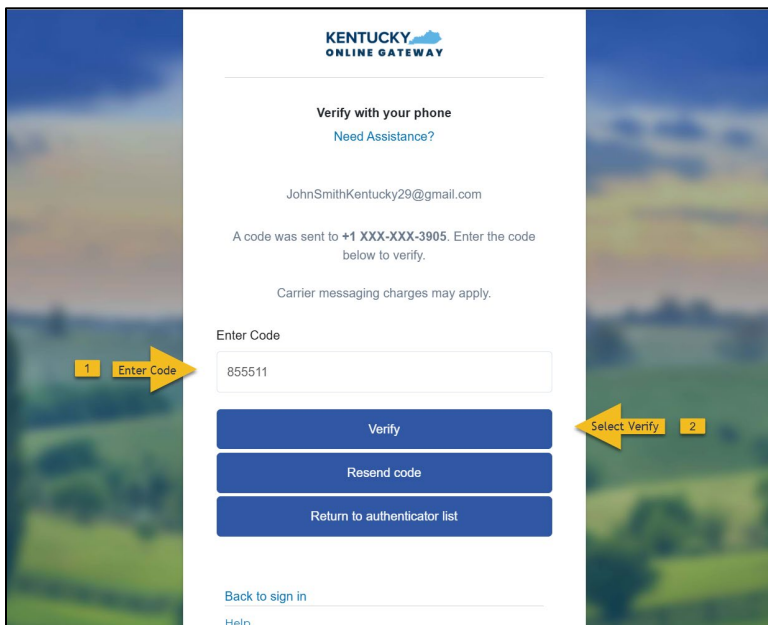 KENTUCKY
ONLINE GATEWAY
Verify with your phone
Need Assistance?
JohnSmithKentucky29@gmail.com
A code was sent to +1 XXX-XXX-3905. Enter the code
below to verify.
Carrier messaging charges may apply.
Enter Code
1 Enter Code
855511
Verify
Select Verify 2
Resend code
Return to authenticator list
Back to sign in
Help